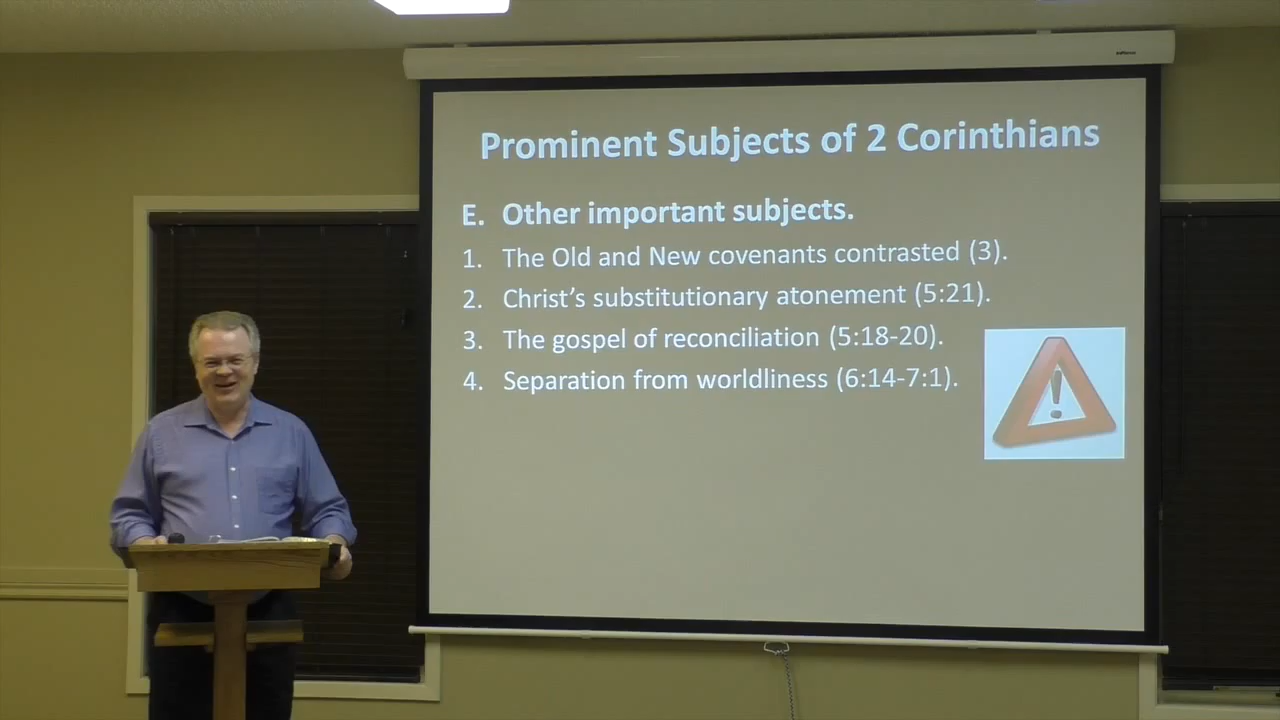 Prominent Subjects of 2 Corinthians
E. Other important subjects.
1. The Old and New covenants contrasted (3).
2. Christ's substitutionary atonement (5:21).
3. The gospel of reconciliation (5:18-20).
4. Separation from worldliness (6:14-7:1).